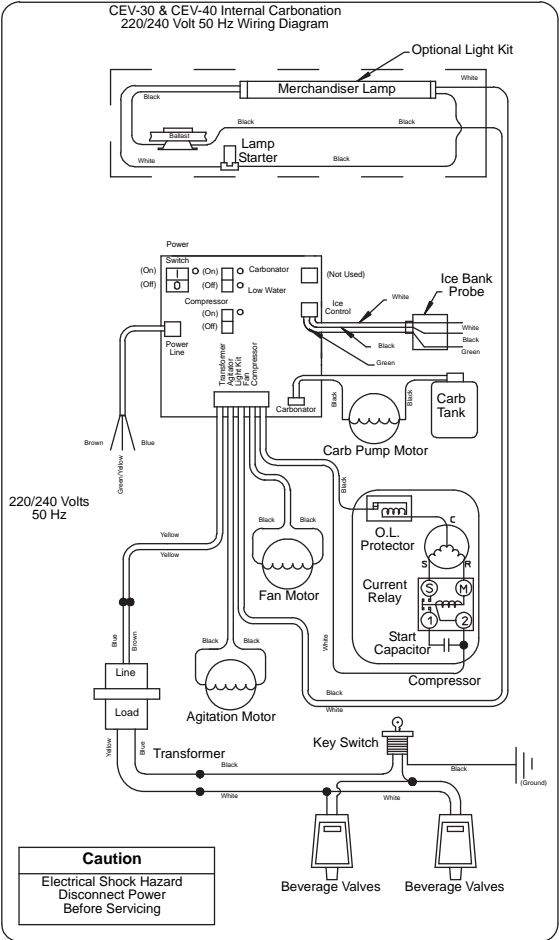 CEV-30 & CEV-40 Internal Carbonation
220/240 Volt 50 Hz Wiring Diagram
Optional Light Kit
White
Merchandiser Lamp
Black
Black
Black
Ballast
Lamp
Starter
White
Black
Power
Switch
(On)
(Off)
I
O
(On)
(Off)
Carbonator
Low Water
(Not Used)
Compressor
(On)
(Off)
Ice
Control
White
Ice Bank
Probe
White
Black
Green
Black
Green
Power
Line
Transformer
Agitator
Light Kit
Fan
Compressor
Carbonator
Black
Black
Carb
Tank
Carb Pump Motor
Brown
Green/Yellow
Blue
220/240 Volts
50 Hz
Yellow
Yellow
Black
Black
Fan Motor
Black
O.L.
Protector
C
S
R
Current
Relay
S
M
1
2
Start
Capacitor
Compressor
White
Black
White
Blue
Brown
Line
Load
Black
Black
Agitation Motor
Yellow
Blue
Transformer
Black
White
Key Switch
Black
(Ground)
White
Beverage Valves
Beverage Valves
Caution
Electrical Shock Hazard
Disconnect Power
Before Servicing